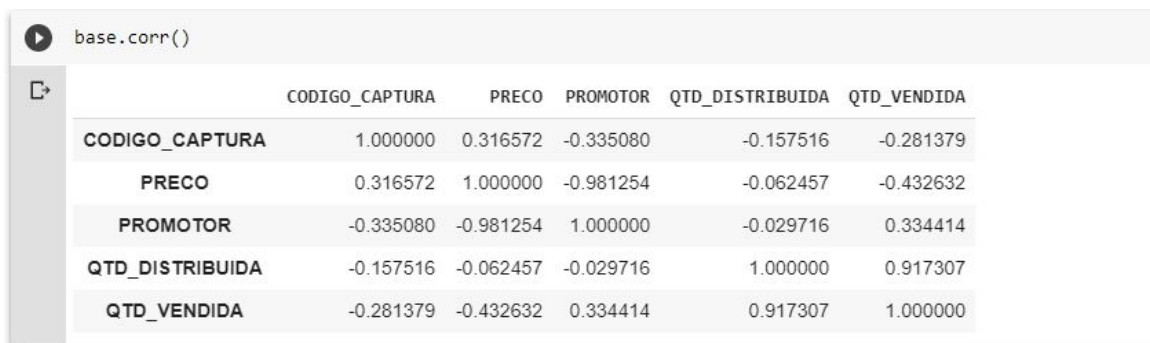 base.corr()
CODIGO_CAPTURA PRECO PROMOTOR QTD_DISTRIBUIDA QTD_VENDIDA
CODIGO_CAPTURA 1.000000 0.316572 -0.335080 -0.157516 -0.281379
PRECO 0.316572 1.000000 -0.981254 -0.062457 -0.432632
PROMOTOR -0.335080 -0.981254 1.000000 -0.029716 0.334414
QTD_DISTRIBUIDA -0.157516 -0.062457 -0.029716 1.000000 0.917307
QTD_VENDIDA -0.281379 -0.432632 0.334414 0.917307 1.000000